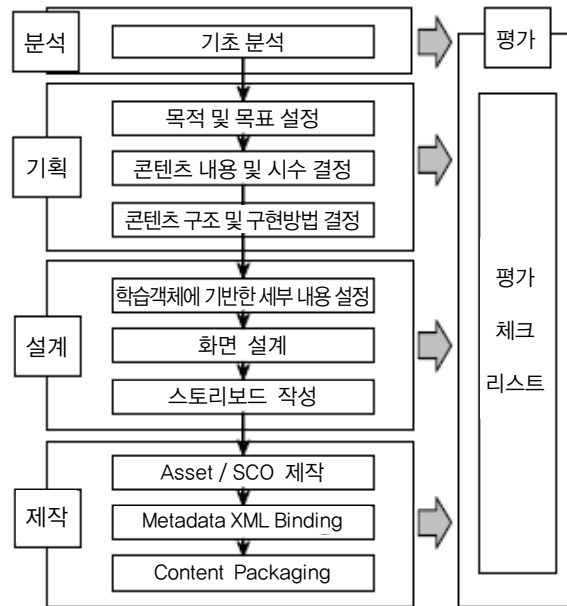 분석
기초 분석
평가
기획
목적 및 목표 설정
콘텐츠 내용 및 시수 결정
콘텐츠 구조 및 구현방법 결정
설계
학습객체에 기반한 세부 내용 설정
화면 설계
스토리보드 작성
제작
Asset / SCO 제작
Metadata XML Binding
Content Packaging
평가
체크
리스트